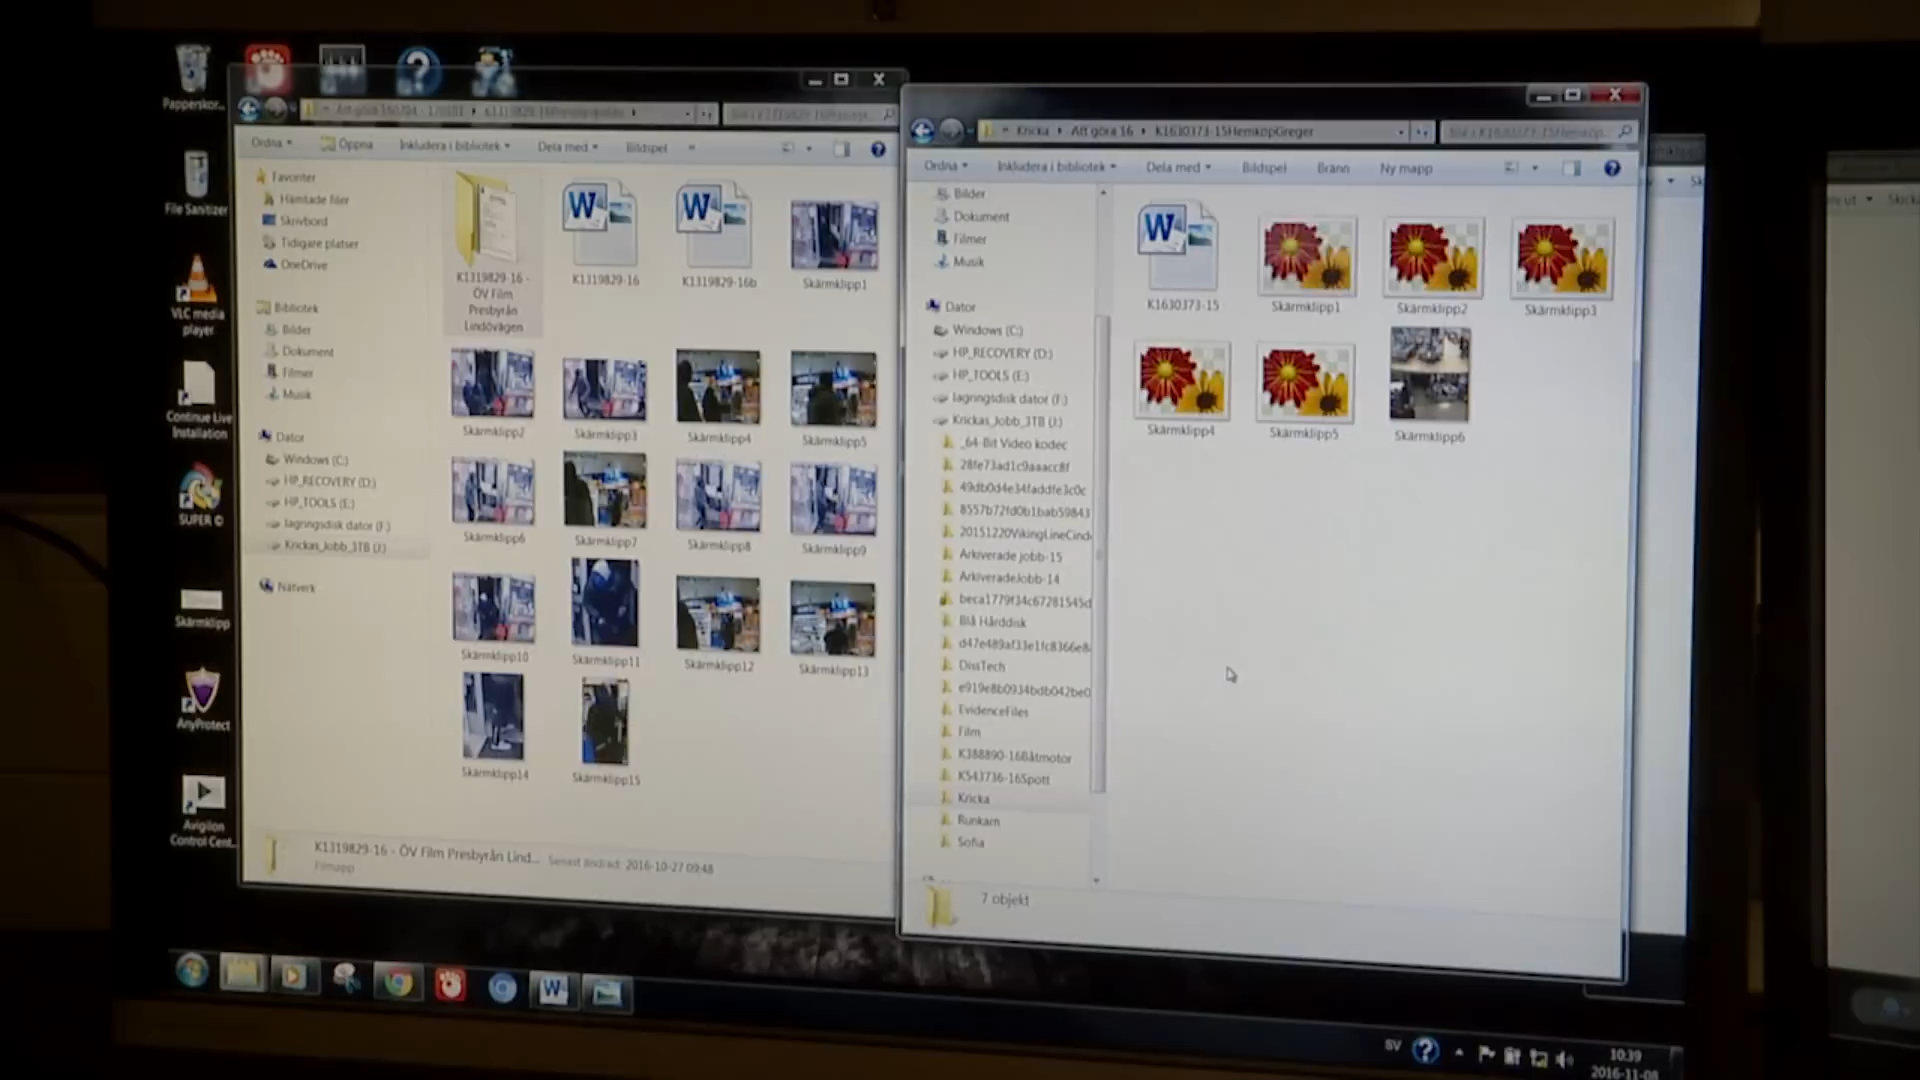 Papperskor...
File Sanitizer
VLC media
player
Continue Live
Installation
SUPER ©
Skärmklipp
AnyProtect
Avigilon
Control Cent...
Att göra 160704 -
Ordna
Öppna
Inkludera i bibliotek
Dela med
Bildspel
»
Favoriter
Hämtade filer
Skrivbord
Tidigare platser
OneDrive
Bibliotek
Bilder
Dokument
Filmer
Musik
Dator
Windows (C:)
HP_RECOVERY (D:)
HP_TOOLS (E:)
lagringsdisk dator (F:)
Krickas_Jobb_3TB (J:)
Nätverk
K1319829-16 -
ÖV Film
Presbyrån
Lindövägen
K1319829-16
K1319829-16b
Skärmklipp1
Skärmklipp2
Skärmklipp3
Skärmklipp4
Skärmklipp5
Skärmklipp6
Skärmklipp7
Skärmklipp8
Skärmklipp9
Skärmklipp10
Skärmklipp11
Skärmklipp12
Skärmklipp13
Skärmklipp14
Skärmklipp15
K1319829-16 - ÖV Film Presbyrån Lind... Senast ändrad: 2016-10-27 09:48
Filmapp
Kricka
Att göra 16
K1630373-15HemköpGreger
Ordna
Inkludera i bibliotek
Dela med
Bildspel
Bränn
Ny mapp
Bilder
Dokument
Filmer
Musik
Dator
Windows (C:)
HP_RECOVERY (D:)
HP_TOOLS (E:)
lagringsdisk dator (F:)
Krickas_Jobb_3TB (J:)
_64-Bit Video kodec
28fe73ad1c9aaacc8f
49db0d4e34faddfe3c0c
8557b72fd0b1bab59843
20151220VikingLineCind
Arkiverade jobb-15
ArkiveradeJobb-14
beca1779f34c67281545d
Blå Hårddisk
d47e489af33e1fc8366e8
DissTech
e919e8b0934bdb042be0
EvidenceFiles
Film
K388890-16Båtmotor
K543736-16Spott
Kricka
Runkarn
Sofia
K1630373-15
Skärmklipp1
Skärmklipp2
Skärmklipp3
Skärmklipp4
Skärmklipp5
Skärmklipp6
7 objekt
SV
10:39
2016-11-08